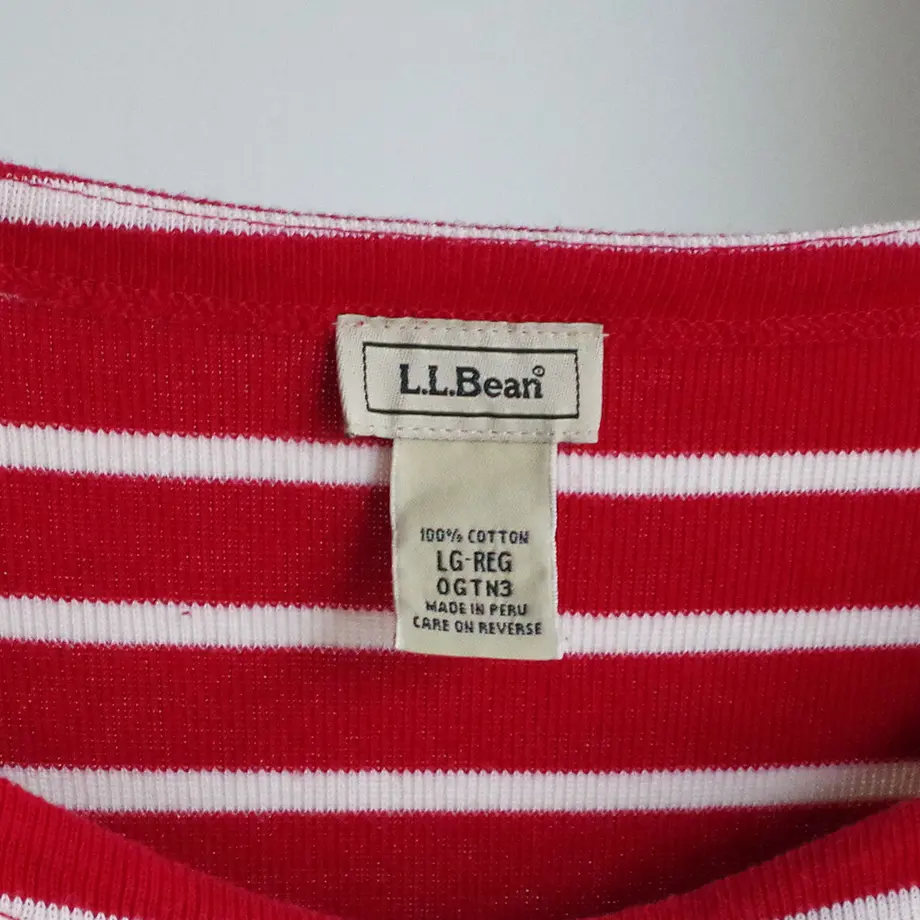 L.L.Bean®
100% COTTON
LG-REG
0GTN3
MADE IN PERU
CARE ON REVERSE